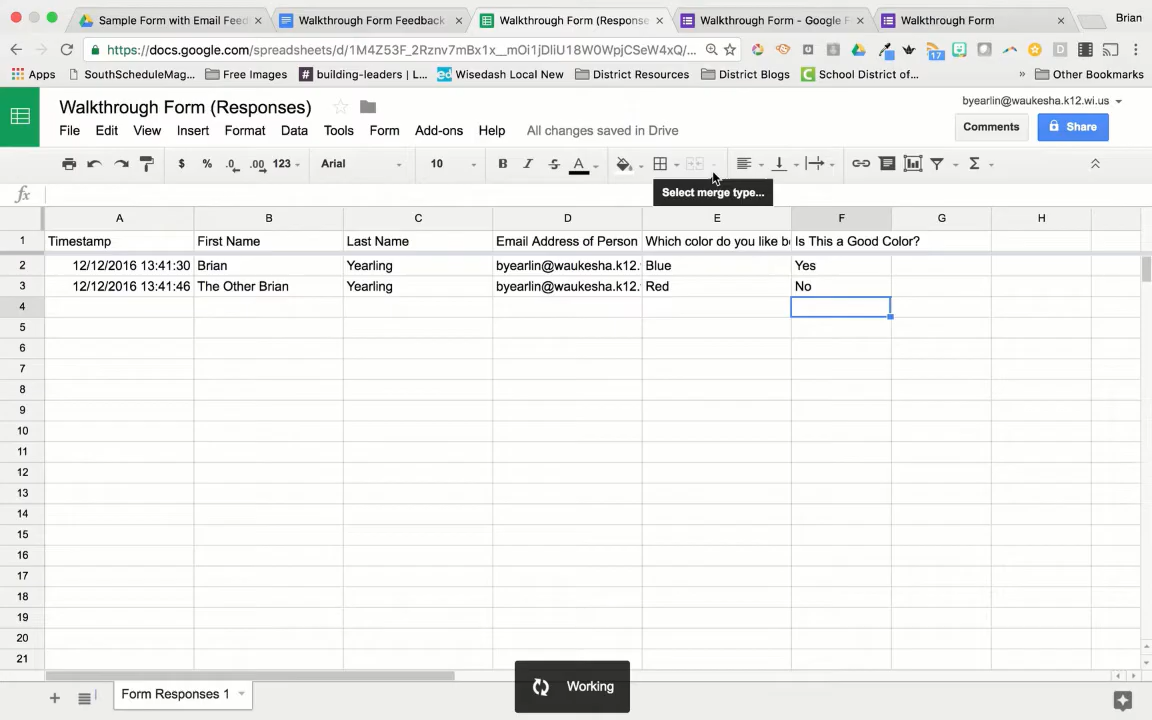 Sample Form with Email Feed
Walkthrough Form Feedback
Walkthrough Form (Response
Walkthrough Form - Google F
Walkthrough Form
Brian
https://docs.google.com/spreadsheets/d/1M4Z53F_2Rznv7mBx1x__mOi1jDliU18W0WpjCSeW4xQ/...
Apps
SouthScheduleMag...
Free Images
building-leaders | L...
Wisedash Local New
District Resources
District Blogs
School District of...
»
Other Bookmarks
Walkthrough Form (Responses)
byearlin@waukesha.k12.wi.us
File Edit View Insert Format Data Tools Form Add-ons Help All changes saved in Drive
Comments
Share
$ % .0 .00 123 Arial 10 B I S A Σ
Select merge type...
fx
A B C D E F G H
1 Timestamp First Name Last Name Email Address of Person Which color do you like be Is This a Good Color?
2 12/12/2016 13:41:30 Brian Yearling byearlin@waukesha.k12. Blue Yes
3 12/12/2016 13:41:46 The Other Brian Yearling byearlin@waukesha.k12. Red No
4
5
6
7
8
9
10
11
12
13
14
15
16
17
18
19
20
21
Working
Form Responses 1